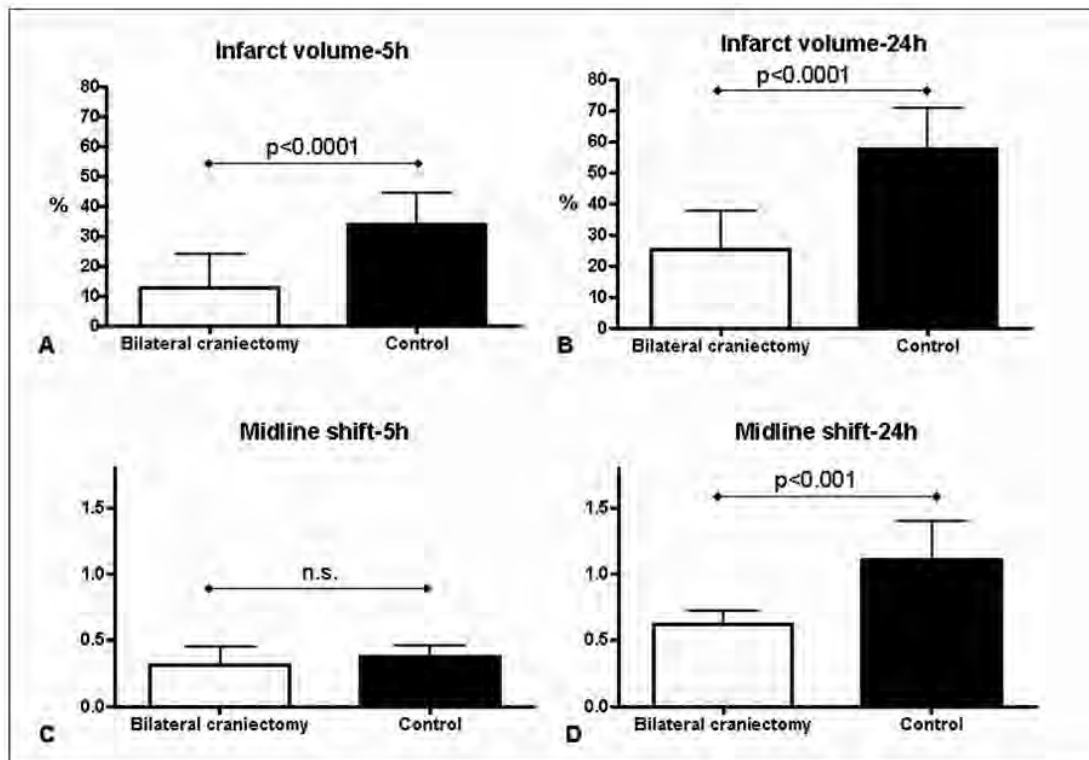 Infarct volume-5h
80
70
60
50
40
30
20
10
0
%
p<0.0001
A
Bilateral craniectomy
Control
Infarct volume-24h
80
70
60
50
40
30
20
10
0
%
p<0.0001
B
Bilateral craniectomy
Control
Midline shift-5h
1.5
1.0
0.5
0.0
n.s.
C
Bilateral craniectomy
Control
Midline shift-24h
1.5
1.0
0.5
0.0
p<0.001
D
Bilateral craniectomy
Control